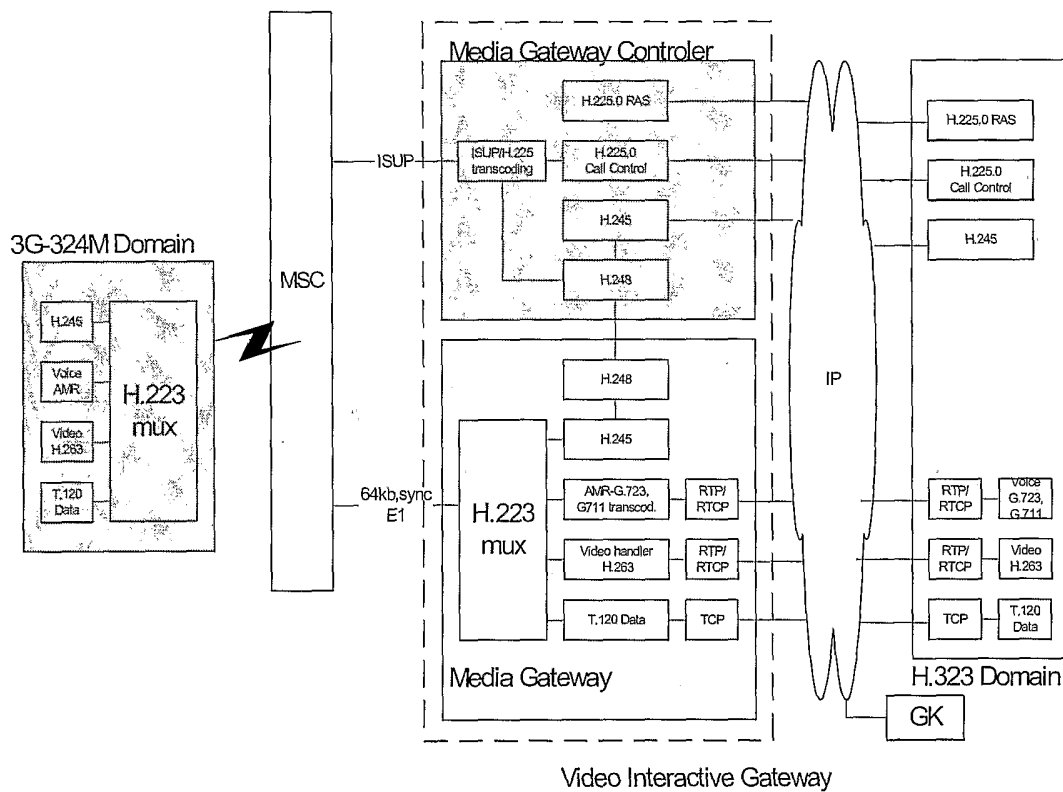 3G-324M Domain
H.245
Voice
AMR
Video
H.263
T.120
Data
H.223
mux
MSC
ISUP
64kb,sync
E1
Media Gateway Controler
H.225.0 RAS
ISUP/H.225
transcoding
H.225.0
Call Control
H.245
H.248
H.248
H.245
H.223
mux
AMR-G.723,
G711 transcod.
RTP/
RTCP
Video handler
H.263
RTP/
RTCP
T.120 Data
TCP
Media Gateway
Video Interactive Gateway
IP
H.225.0 RAS
H.225.0
Call Control
H.245
RTP/
RTCP
Voice
G.723,
G.711
RTP/
RTCP
Video
H.263
TCP
T.120
Data
H.323 Domain
GK